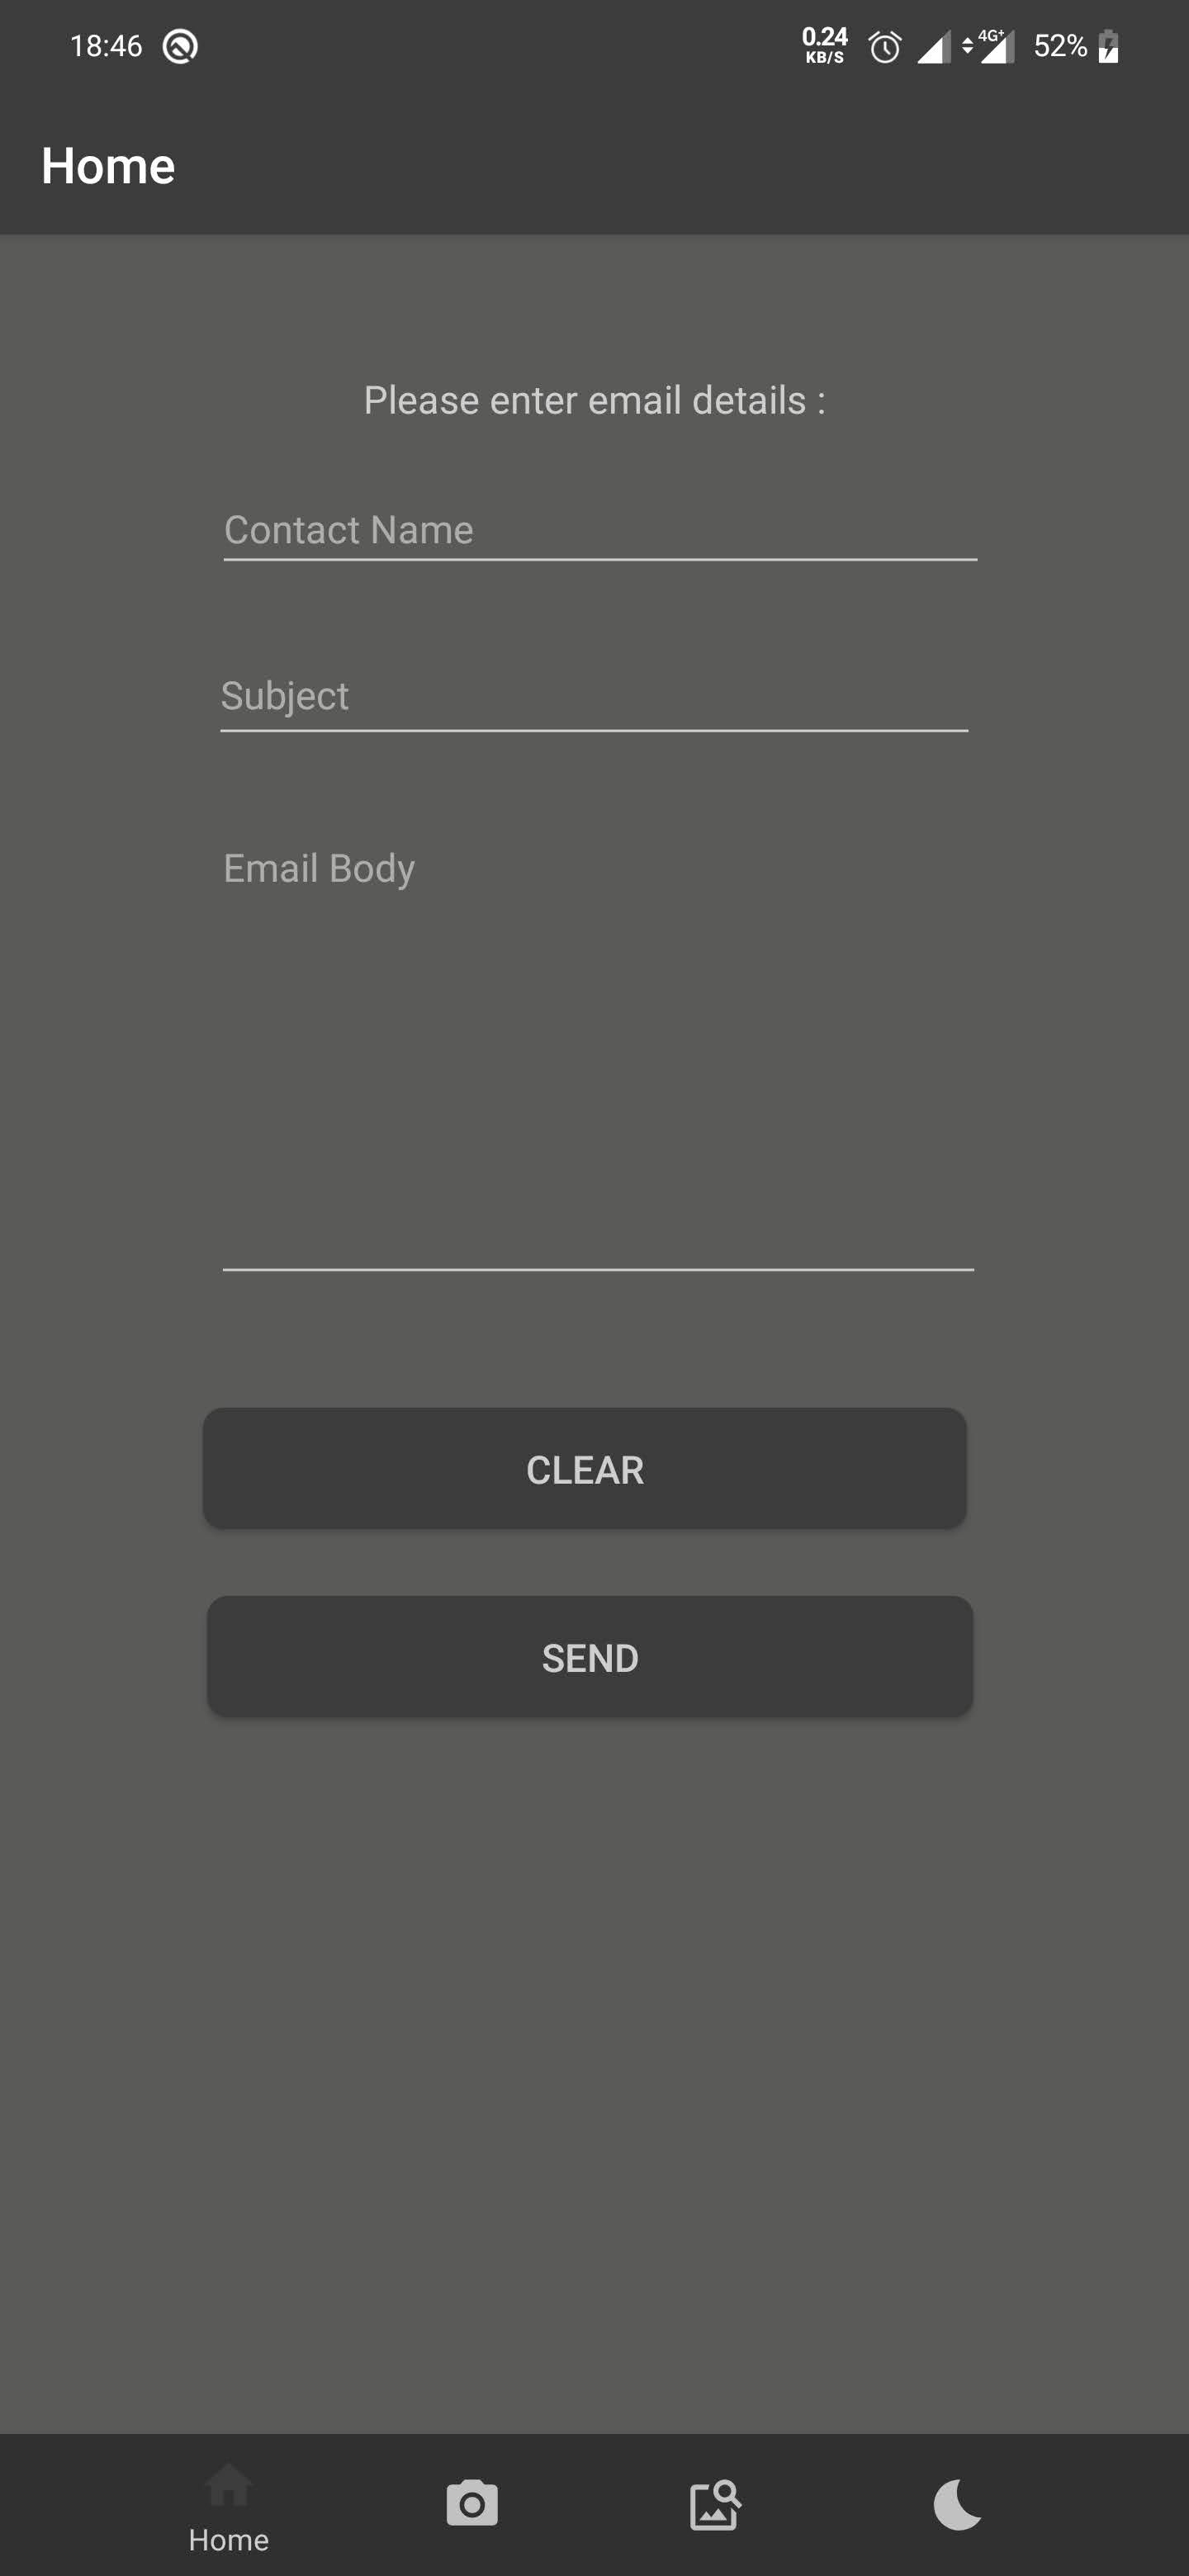 18:46 0.24 KB/S 4G+ 52%
Home
Please enter email details :
Contact Name
Subject
Email Body
CLEAR
SEND
Home